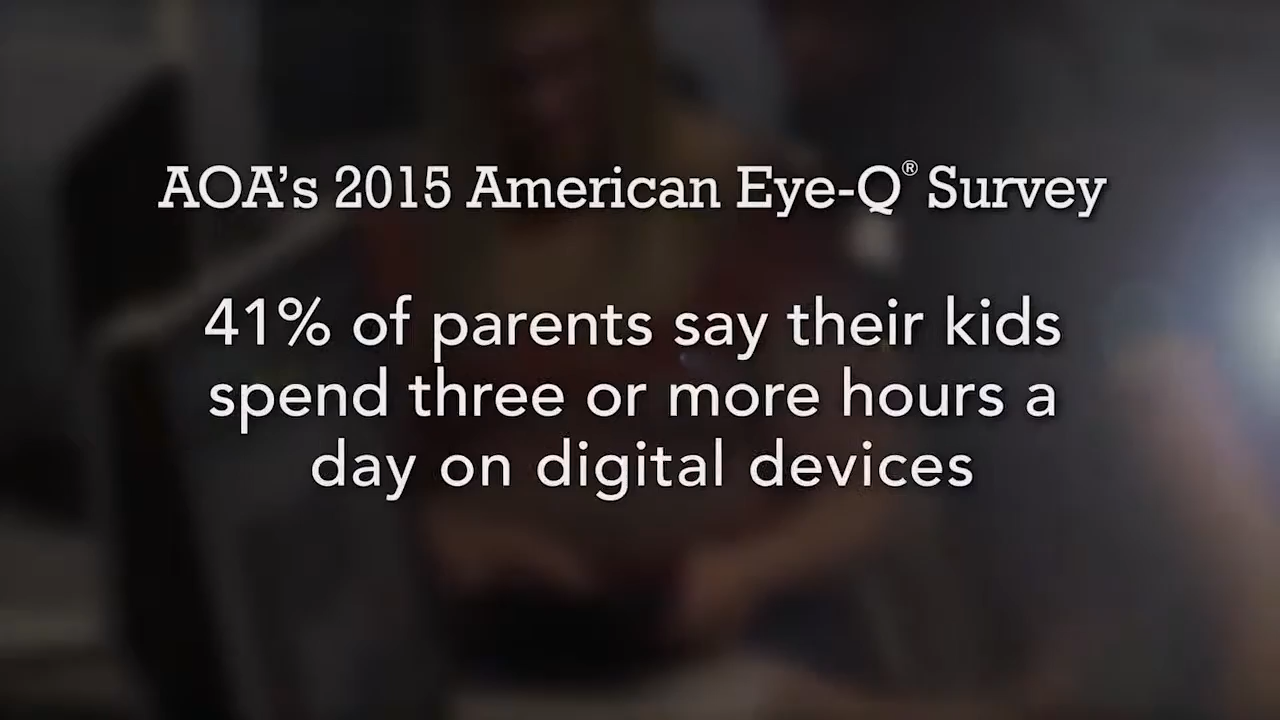 AOA’s 2015 American Eye-Q® Survey
41% of parents say their kids
spend three or more hours a
day on digital devices